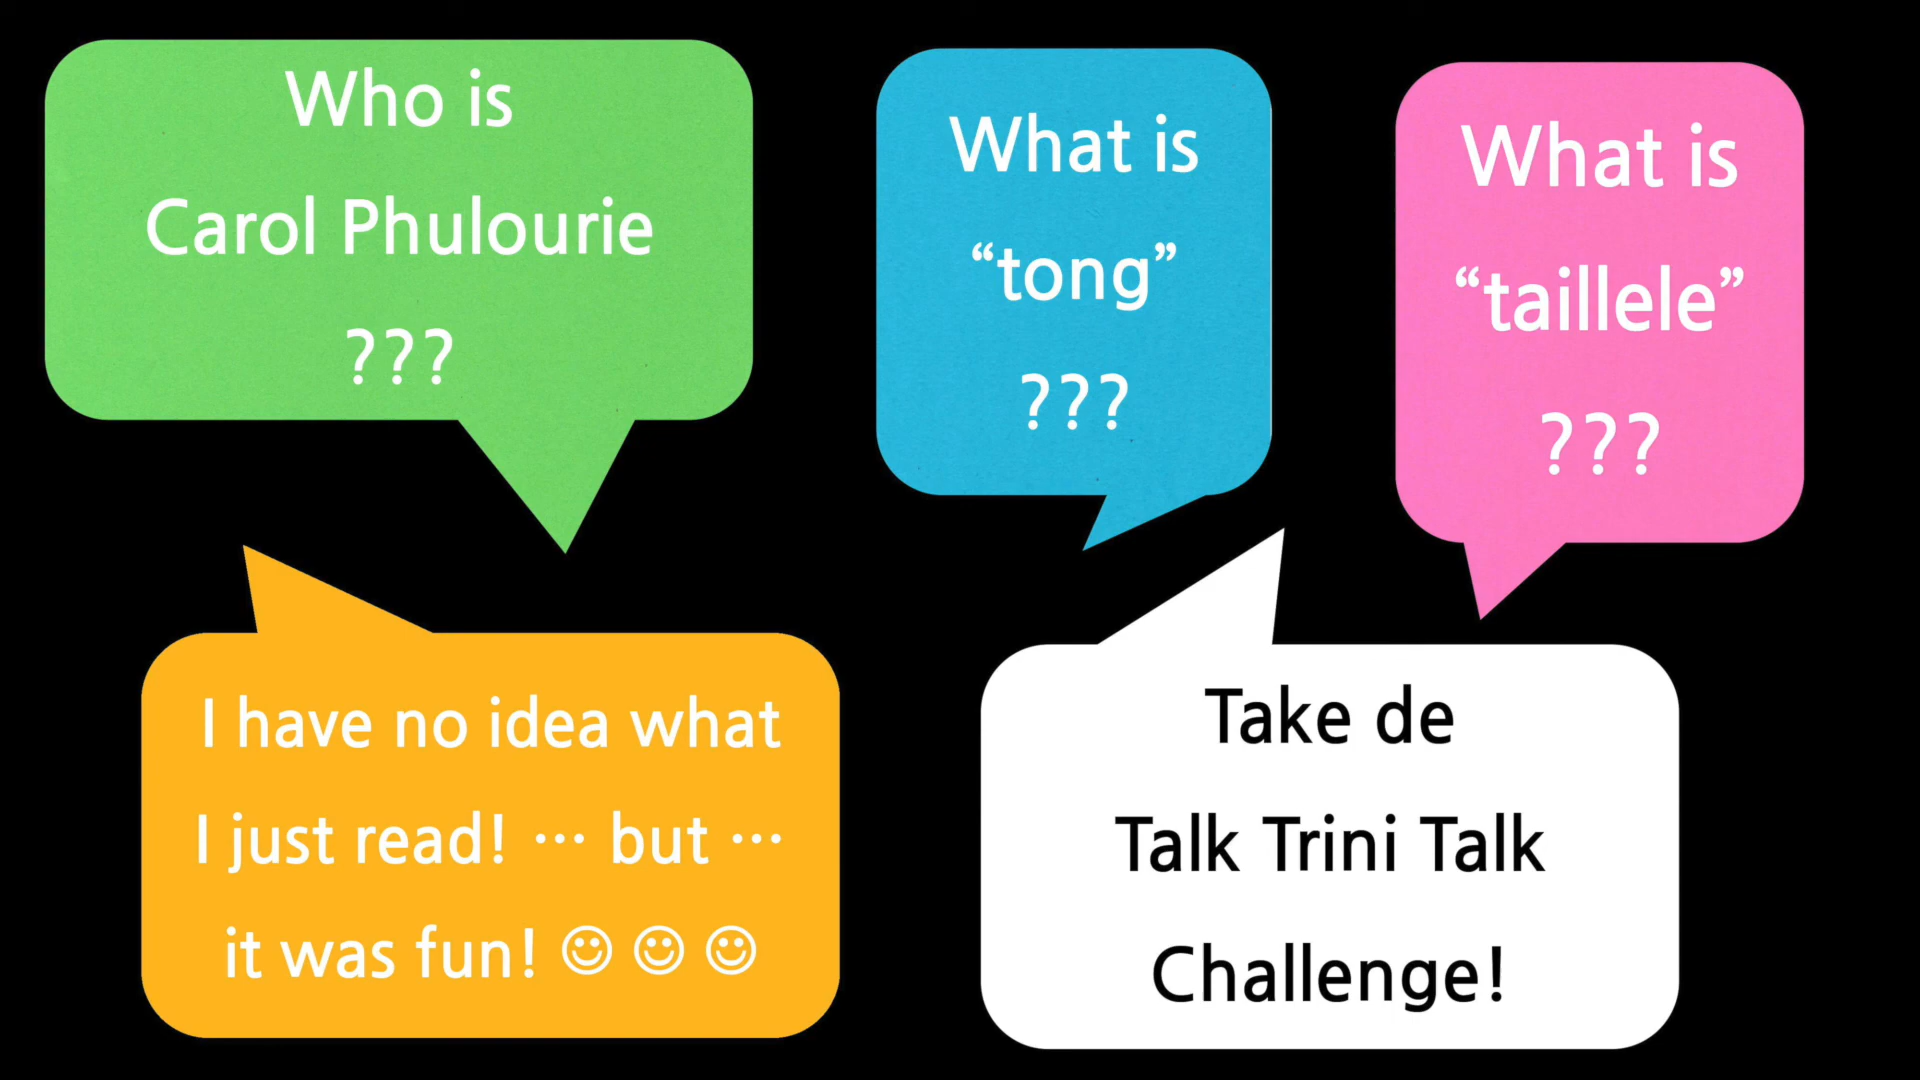 Who is
Carol Phulourie
???
What is
“tong”
???
What is
“taillele”
???
I have no idea what
I just read! ... but ...
it was fun! ☺ ☺ ☺
Take de
Talk Trini Talk
Challenge!